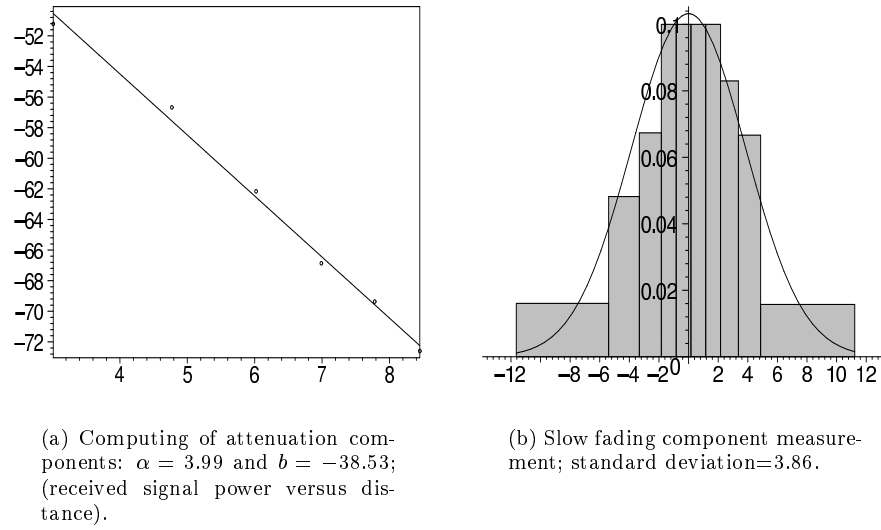 −52
−54
−56
−58
−60
−62
−64
−66
−68
−70
−72
4 5 6 7 8
0.1
0.08
0.06
0.04
0.02
0
−12 −8 −6 −4 −2 2 4 6 8 10 12
(a) Computing of attenuation com-
ponents: α = 3.99 and b = −38.53;
(received signal power versus dis-
tance).
(b) Slow fading component measure-
ment; standard deviation=3.86.